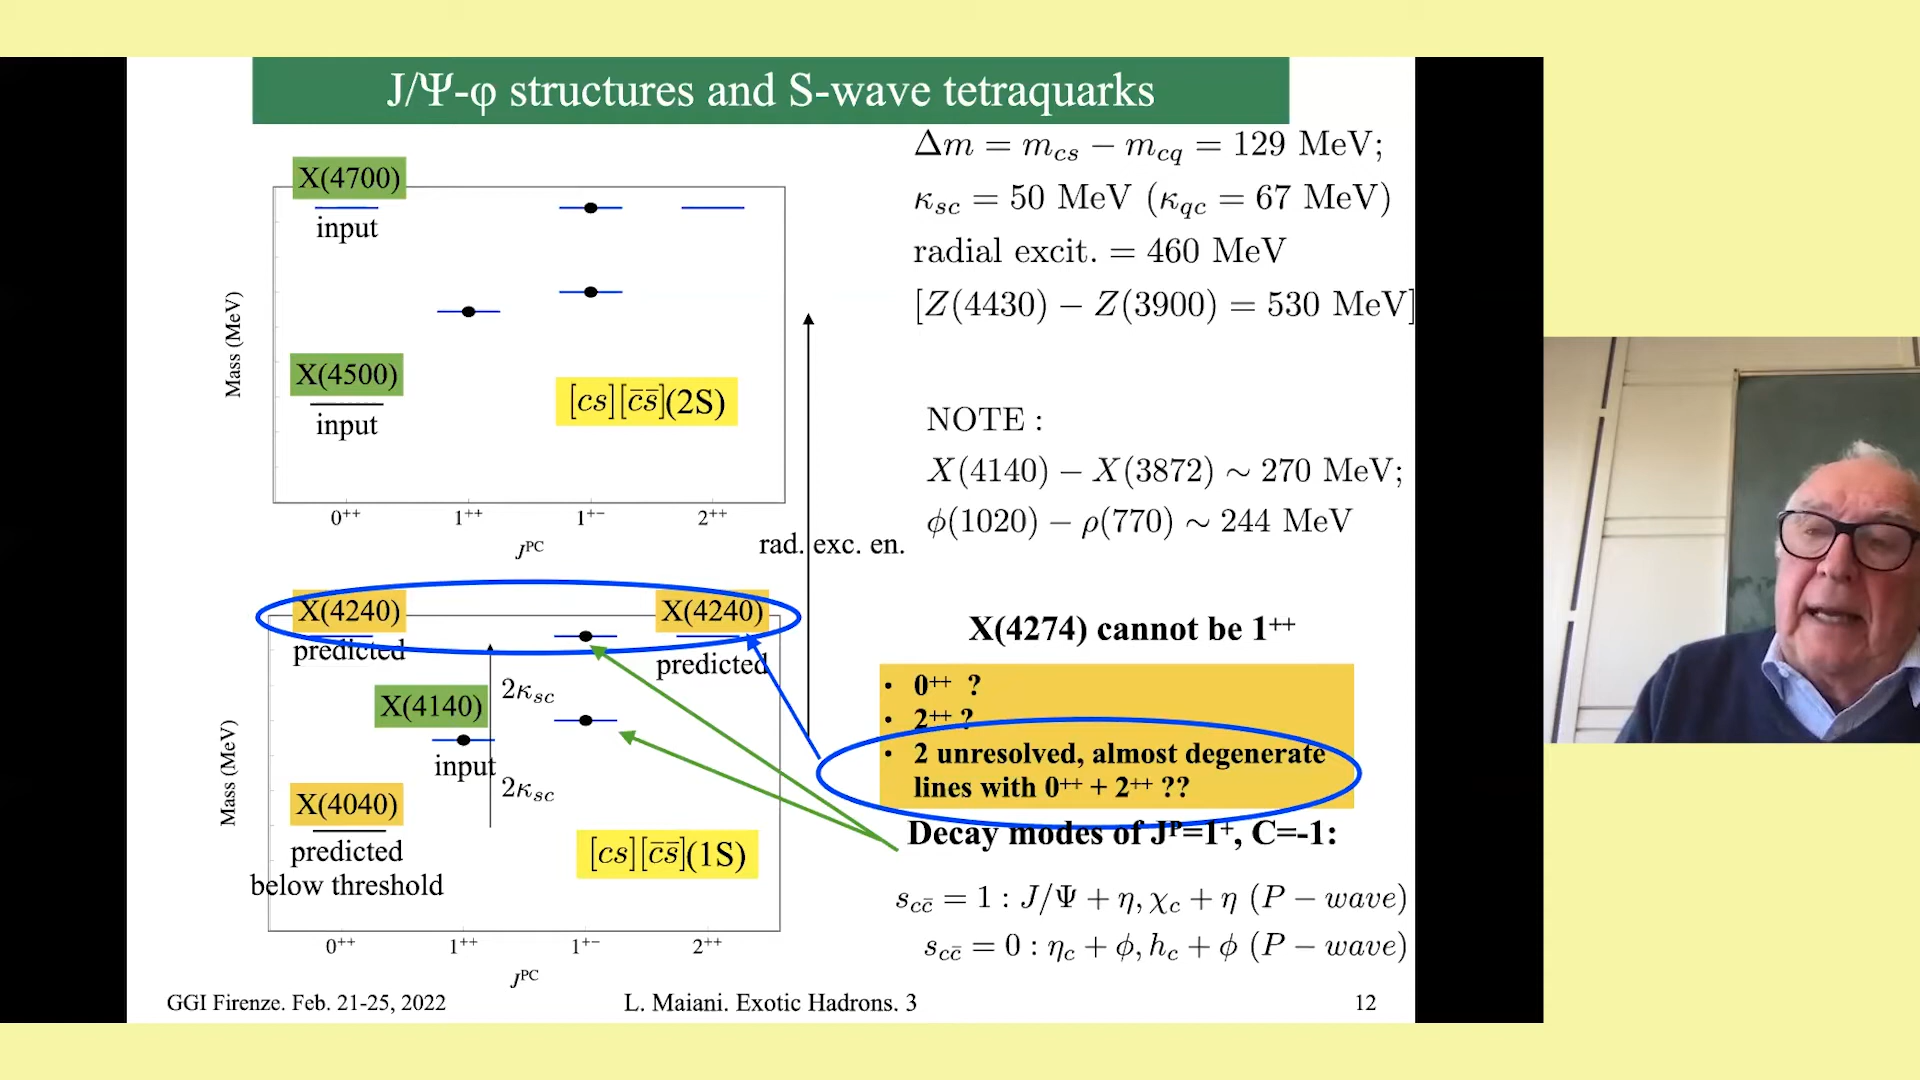 J/Ψ-φ structures and S-wave tetraquarks
X(4700)
input
X(4500)
input
[cs][c̄s̄](2S)
Mass (MeV)
0⁺⁺ 1⁺⁺ 1⁺⁻ 2⁺⁺
Jᴾᶜ
rad. exc. en.
X(4240)
predicted
X(4240)
predicted
X(4140)
input
2κ_sc
2κ_sc
X(4040)
predicted
below threshold
[cs][c̄s̄](1S)
Mass (MeV)
0⁺⁺ 1⁺⁺ 1⁺⁻ 2⁺⁺
Jᴾᶜ
Δm = m_cs − m_cq = 129 MeV;
κ_sc = 50 MeV (κ_qc = 67 MeV)
radial excit. = 460 MeV
[Z(4430) − Z(3900) = 530 MeV]
NOTE :
X(4140) − X(3872) ∼ 270 MeV;
ϕ(1020) − ρ(770) ∼ 244 MeV
X(4274) cannot be 1⁺⁺
• 0⁺⁺ ?
• 2⁺⁺ ?
• 2 unresolved, almost degenerate
lines with 0⁺⁺ + 2⁺⁺ ??
Decay modes of Jᴾ=1⁺, C=-1:
s_cc̄ = 1 : J/Ψ + η, χ_c + η (P − wave)
s_cc̄ = 0 : η_c + ϕ, h_c + ϕ (P − wave)
GGI Firenze. Feb. 21-25, 2022
L. Maiani. Exotic Hadrons. 3
12